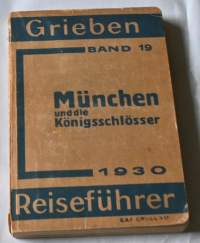 Grieben
BAND 19
München
und die
Königsschlösser
1930
Reiseführer